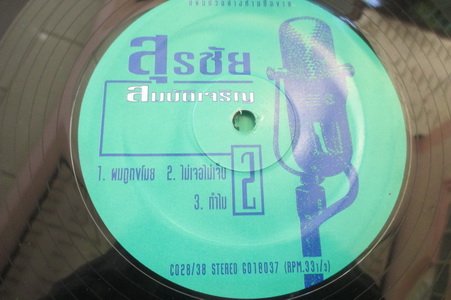 สุรชัย
สมบัติเจริญ
1. ผมถูกขโมย 2. ไม่เจอไม่เจ็บ
3. ทำไม
2
CO28/38 STEREO GO18037 (RPM.33 1/3)